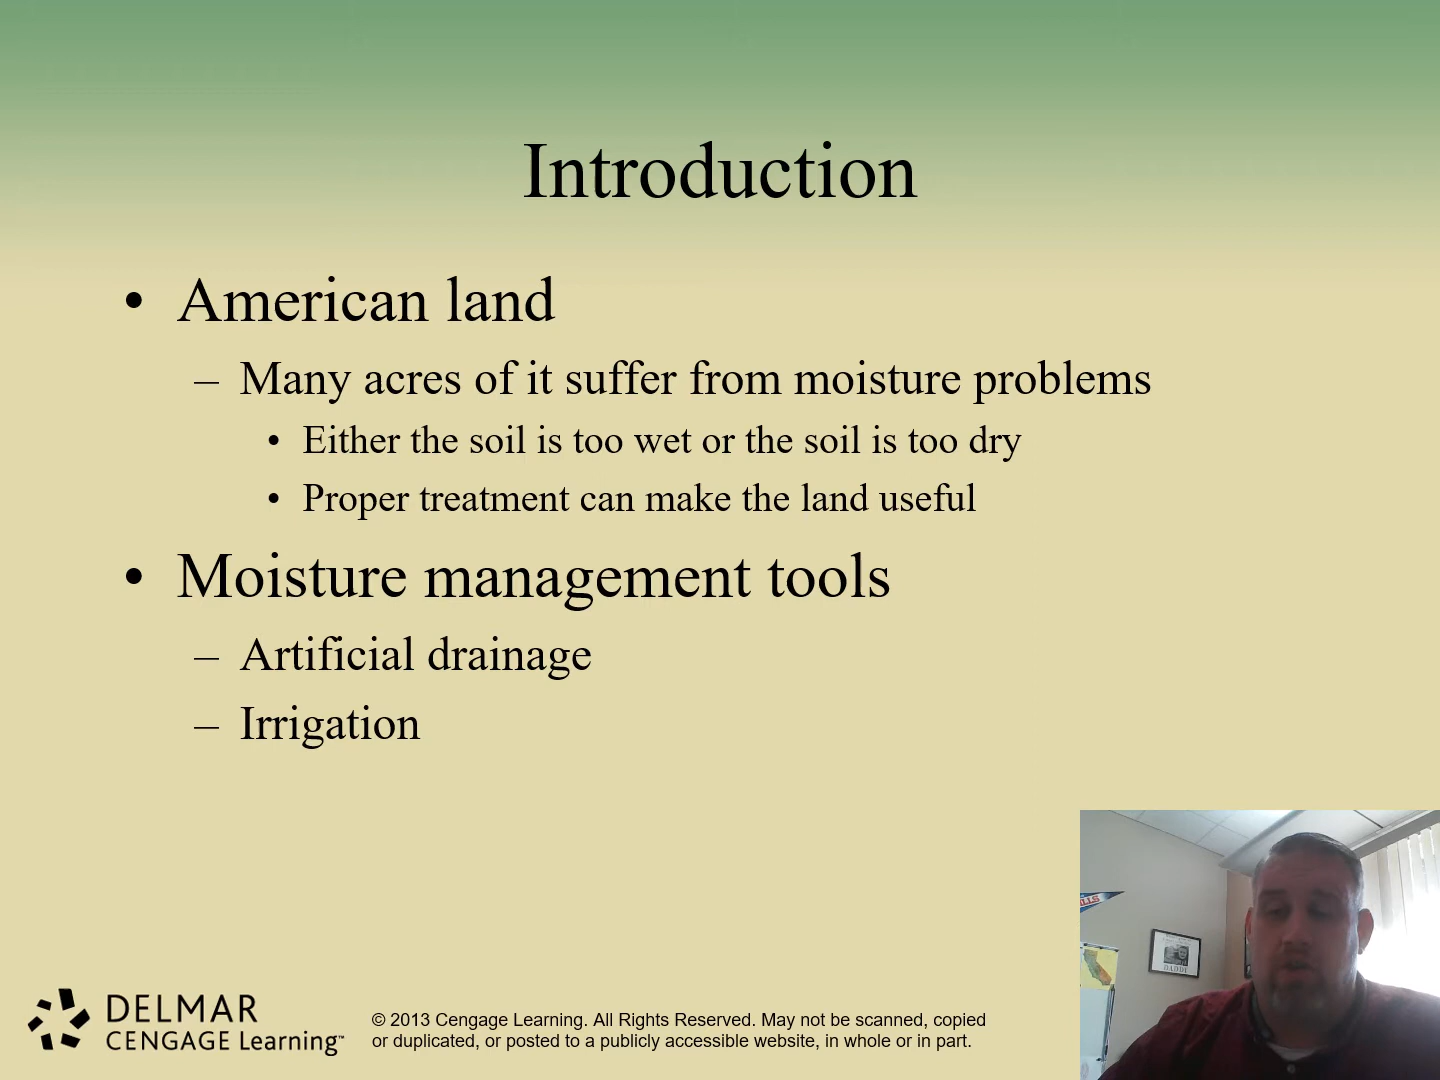 Introduction
• American land
– Many acres of it suffer from moisture problems
• Either the soil is too wet or the soil is too dry
• Proper treatment can make the land useful
• Moisture management tools
– Artificial drainage
– Irrigation
DELMAR
CENGAGE Learning™
© 2013 Cengage Learning. All Rights Reserved. May not be scanned, copied
or duplicated, or posted to a publicly accessible website, in whole or in part.
DADDY